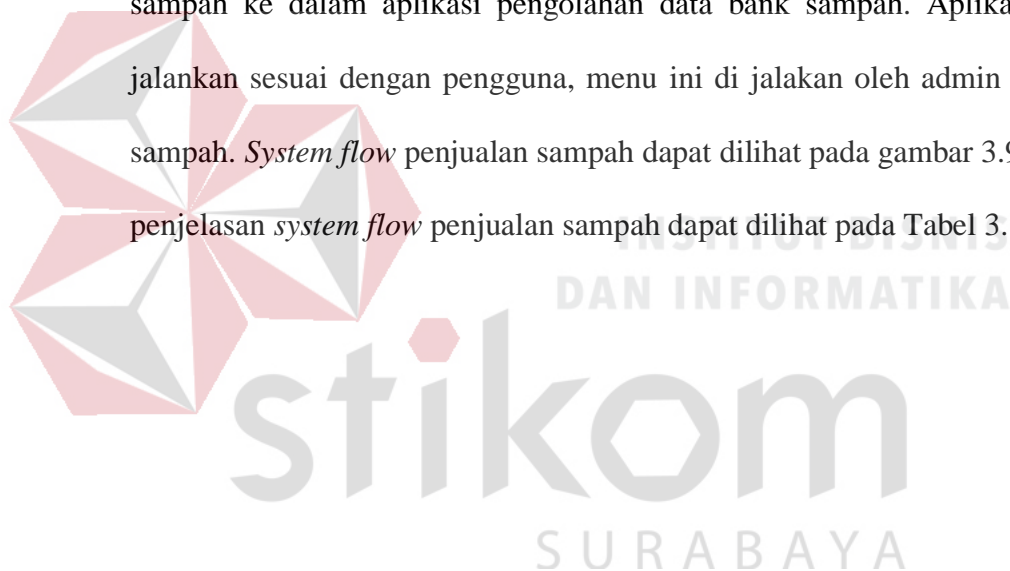 sampah ke dalam aplikasi pengolahan data bank sampah. Aplika
jalankan sesuai dengan pengguna, menu ini di jalakan oleh admin
sampah. System flow penjualan sampah dapat dilihat pada gambar 3.9
penjelasan system flow penjualan sampah dapat dilihat pada Tabel 3.
INSTITUT BISNIS
DAN INFORMATIKA
stikom
SURABAYA